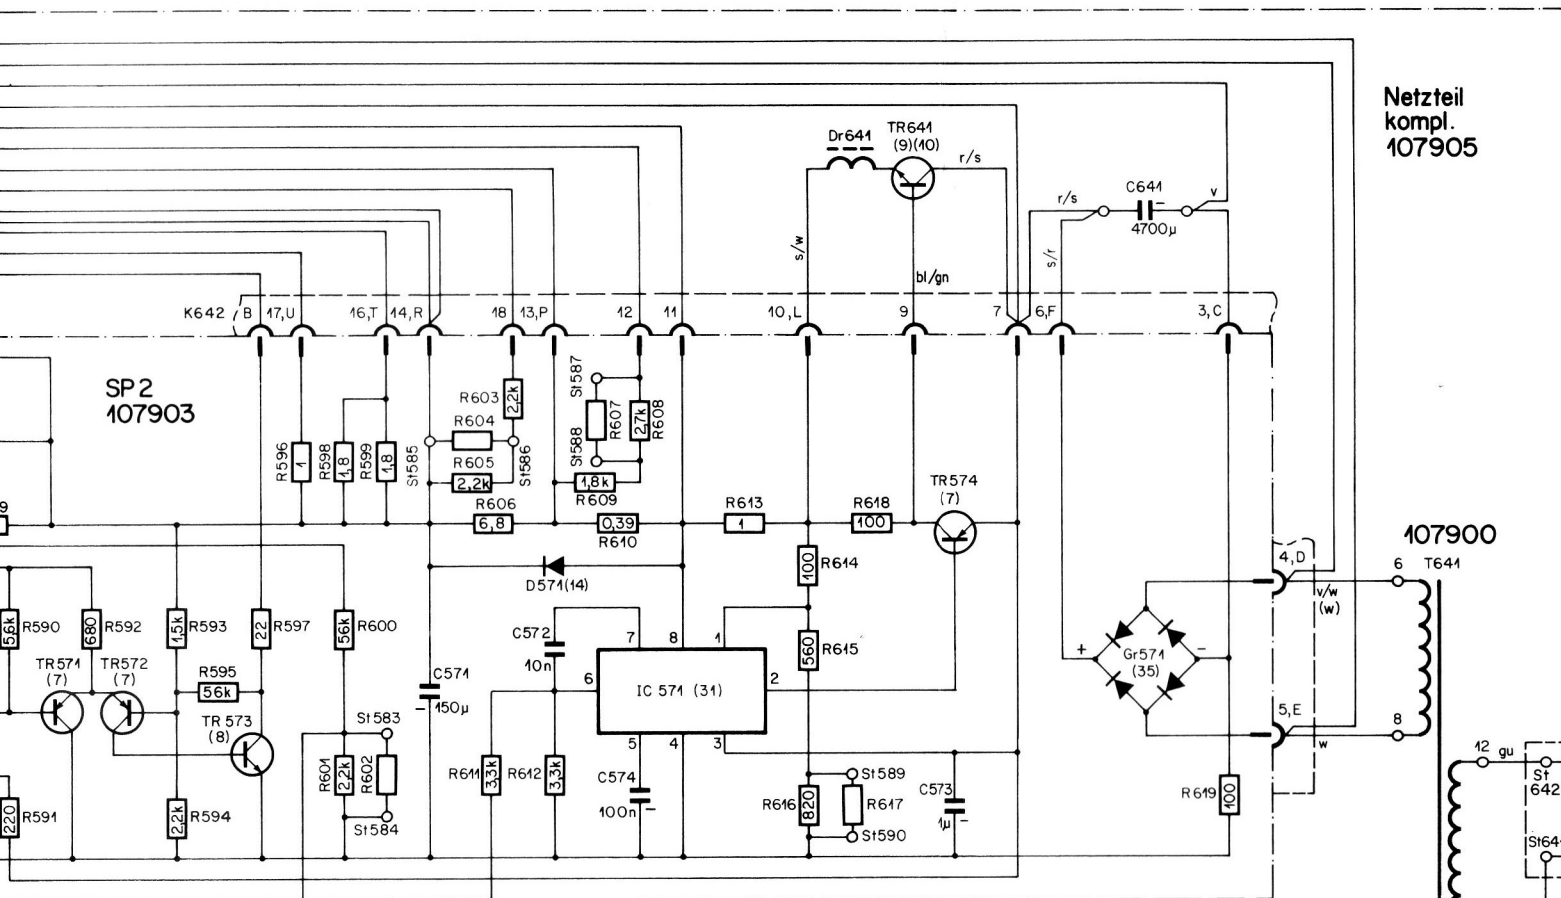 Netzteil
kompl.
107905
Dr641
TR641
(9)(10)
r/s
C641
4700µ
r/s
v
s/w
s/r
bl/gn
K642
B
17,U
16,T
14,R
18
13,P
12
11
10,L
9
7
6,F
3,C
SP2
107903
R596
1
R598
1,8
R599
1,8
St585
R603
2,2k
R604
St586
R605
2,2k
St587
St588
R607
R608
2,7k
1,8k
R609
R606
6,8
0,39
R610
R613
1
R618
100
TR574
(7)
9
D571(14)
R614
100
107900
4,D
6
T641
v/w
(w)
5,6k
R590
680
R592
1,5k
R593
22
R597
56k
R600
C572
10n
7
8
1
560
R615
+
Gr571
(35)
-
TR571
(7)
TR572
(7)
R595
56k
C571
150µ
6
IC 571 (31)
2
TR573
(8)
St583
5
4
3
5,E
8
w
R601
2,2k
R602
R611
3,3k
R612
3,3k
C574
100n
St589
R616
820
R617
C573
1µ
R619
100
12
gu
St
642
220
R591
2,2k
R594
St584
St590
St64